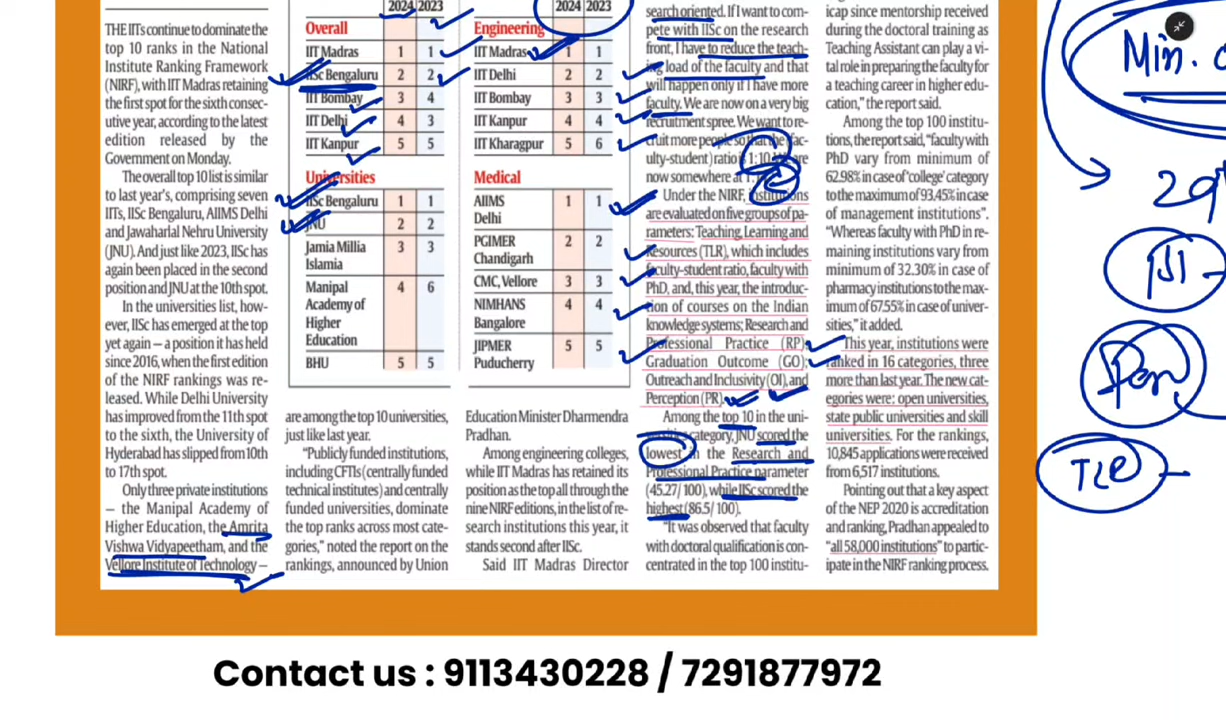 THE IITs continue to dominate the
top 10 ranks in the National
Institute Ranking Framework
(NIRF), with IIT Madras retaining
the first spot for the sixth consec-
utive year, according to the latest
edition released by the
Government on Monday.
The overall top 10 list is similar
to last year's, comprising seven
IITs, IISc Bengaluru, AIIMS Delhi
and Jawaharlal Nehru University
(JNU). And just like 2023, IISc has
again been placed in the second
position and JNU at the 10th spot.
In the universities list, how-
ever, IISc has emerged at the top
yet again – a position it has held
since 2016, when the first edition
of the NIRF rankings was re-
leased. While Delhi University
has improved from the 11th spot
to the sixth, the University of
Hyderabad has slipped from 10th
to 17th spot.
Only three private institutions
— the Manipal Academy of
Higher Education, the Amrita
Vishwa Vidyapeetham, and the
Vellore Institute of Technology —
2024 2023
Overall
IIT Madras 1 1
IISc Bengaluru 2 2
IIT Bombay 3 4
IIT Delhi 4 3
IIT Kanpur 5 5
Universities
IISc Bengaluru 1 1
JNU 2 2
Jamia Millia 3 3
Islamia
Manipal 4 6
Academy of
Higher
Education
BHU 5 5
2024 2023
Engineering
IIT Madras 1 1
IIT Delhi 2 2
IIT Bombay 3 3
IIT Kanpur 4 4
IIT Kharagpur 5 6
Medical
AIIMS 1 1
Delhi
PGIMER 2 2
Chandigarh
CMC, Vellore 3 3
NIMHANS 4 4
Bangalore
JIPMER 5 5
Puducherry
are among the top 10 universities,
just like last year.
"Publicly funded institutions,
including CFTIs (centrally funded
technical institutes) and centrally
funded universities, dominate
the top ranks across most cate-
gories," noted the report on the
rankings, announced by Union
Education Minister Dharmendra
Pradhan.
Among engineering colleges,
while IIT Madras has retained its
position as the top all through the
nine NIRF editions, in the list of re-
search institutions this year, it
stands second after IISc.
Said IIT Madras Director
search oriented. If I want to com-
pete with IISc on the research
front, I have to reduce the teach-
ing load of the faculty and that
will happen only if I have more
faculty. We are now on a very big
recruitment spree. We want to re-
cruit more people so that the fac-
ulty-student) ratio is 1:10. We are
now somewhere at
Under the NIRF, institutions
are evaluated on five groups of pa-
rameters: Teaching, Learning and
Resources (TLR), which includes
faculty-student ratio, faculty with
PhD, and, this year, the introduc-
tion of courses on the Indian
knowledge systems; Research and
Professional Practice (RP);
Graduation Outcome (GO);
Outreach and Inclusivity (OI), and
Perception (PR).
Among the top 10 in the uni-
versities category, JNU scored the
lowest in the Research and
Professional Practice parameter
(45.27/100), while IISc scored the
highest (86.5/100).
"It was observed that faculty
with doctoral qualification is con-
centrated in the top 100 institu-
icap since mentorship received
during the doctoral training as
Teaching Assistant can play a vi-
tal role in preparing the faculty for
a teaching career in higher edu-
cation," the report said.
Among the top 100 institu-
tions, the report said, "faculty with
PhD vary from minimum of
62.98% in case of 'college' category
to the maximum of 93.45% in case
of management institutions".
"Whereas faculty with PhD in re-
maining institutions vary from
minimum of 32.30% in case of
pharmacy institutions to the max-
imum of 67.55% in case of univer-
sities," it added.
This year, institutions were
ranked in 16 categories, three
more than last year. The new cat-
egories were: open universities,
state public universities and skill
universities. For the rankings,
10,845 applications were received
from 6,517 institutions.
Pointing out that a key aspect
of the NEP 2020 is accreditation
and ranking, Pradhan appealed to
"all 58,000 institutions" to partic-
ipate in the NIRF ranking process.
Min.
TLR
Contact us : 9113430228 / 7291877972